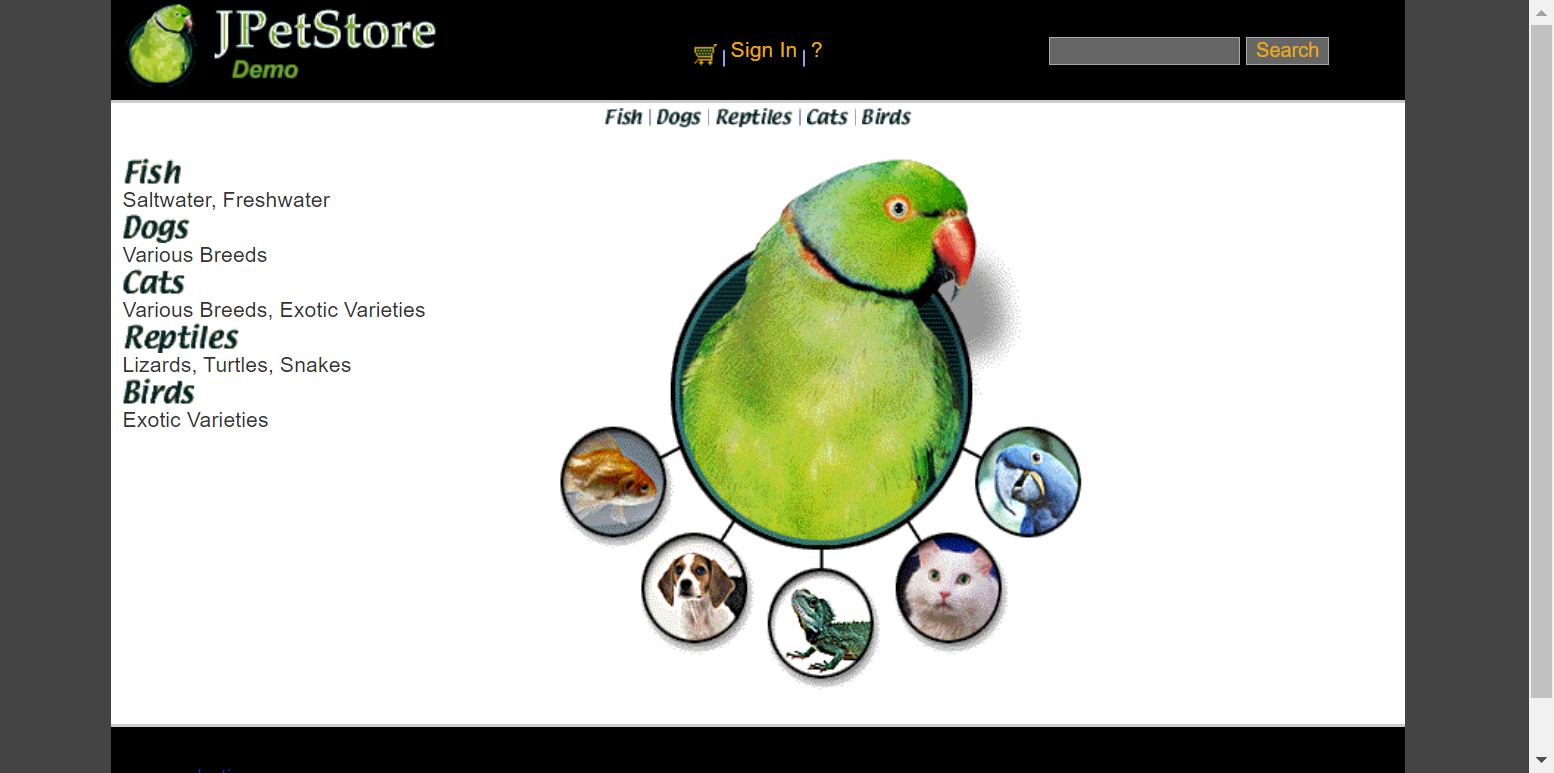 JPetStore
Demo
Sign In ?
Search
Fish | Dogs | Reptiles | Cats | Birds
Fish
Saltwater, Freshwater
Dogs
Various Breeds
Cats
Various Breeds, Exotic Varieties
Reptiles
Lizards, Turtles, Snakes
Birds
Exotic Varieties